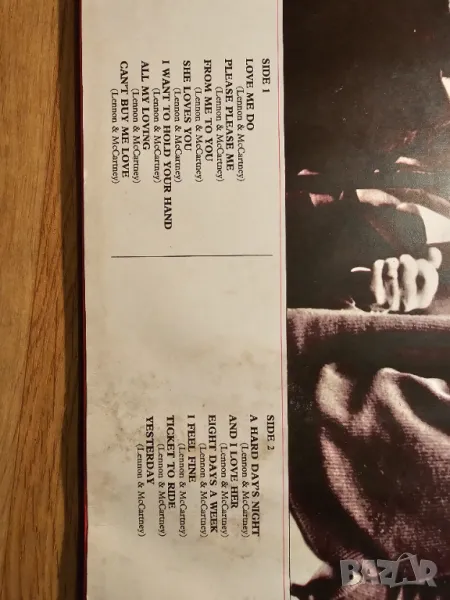 SIDE 1
LOVE ME DO
(Lennon & McCartney)
PLEASE PLEASE ME
(Lennon & McCartney)
FROM ME TO YOU
(Lennon & McCartney)
SHE LOVES YOU
(Lennon & McCartney)
I WANT TO HOLD YOUR HAND
(Lennon & McCartney)
ALL MY LOVING
(Lennon & McCartney)
CAN'T BUY ME LOVE
(Lennon & McCartney)
SIDE 2
A HARD DAY'S NIGHT
(Lennon & McCartney)
AND I LOVE HER
(Lennon & McCartney)
EIGHT DAYS A WEEK
(Lennon & McCartney)
I FEEL FINE
(Lennon & McCartney)
TICKET TO RIDE
(Lennon & McCartney)
YESTERDAY
(Lennon & McCartney)
BAZAR